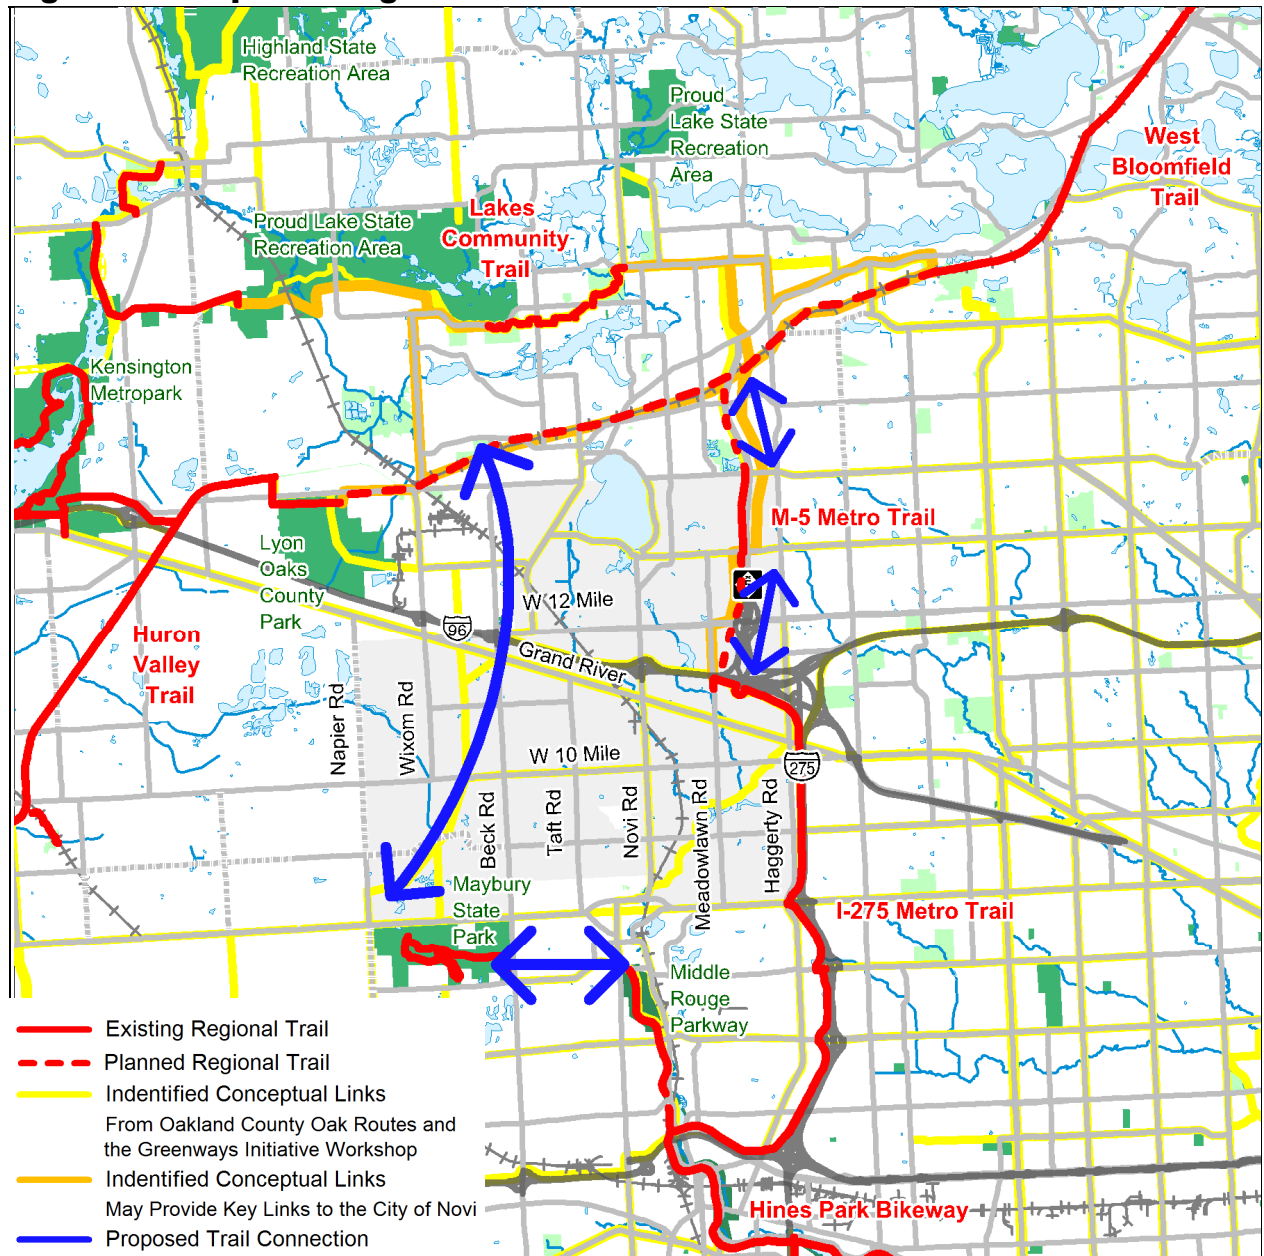 Highland State
Recreation Area
Proud
Lake State
Recreation
Area
West
Bloomfield
Trail
Proud Lake State
Recreation Area
Lakes
Community
Trail
Kensington
Metropark
M-5 Metro Trail
Lyon
Oaks
County
Park
W 12 Mile
96
Grand River
Huron
Valley
Trail
Napier Rd
Wixom Rd
W 10 Mile
275
Beck Rd
Taft Rd
Novi Rd
Meadowlawn Rd
Haggerty Rd
Maybury
State
Park
I-275 Metro Trail
Middle
Rouge
Parkway
Existing Regional Trail
Planned Regional Trail
Indentified Conceptual Links
From Oakland County Oak Routes and
the Greenways Initiative Workshop
Indentified Conceptual Links
May Provide Key Links to the City of Novi
Proposed Trail Connection
Hines Park Bikeway